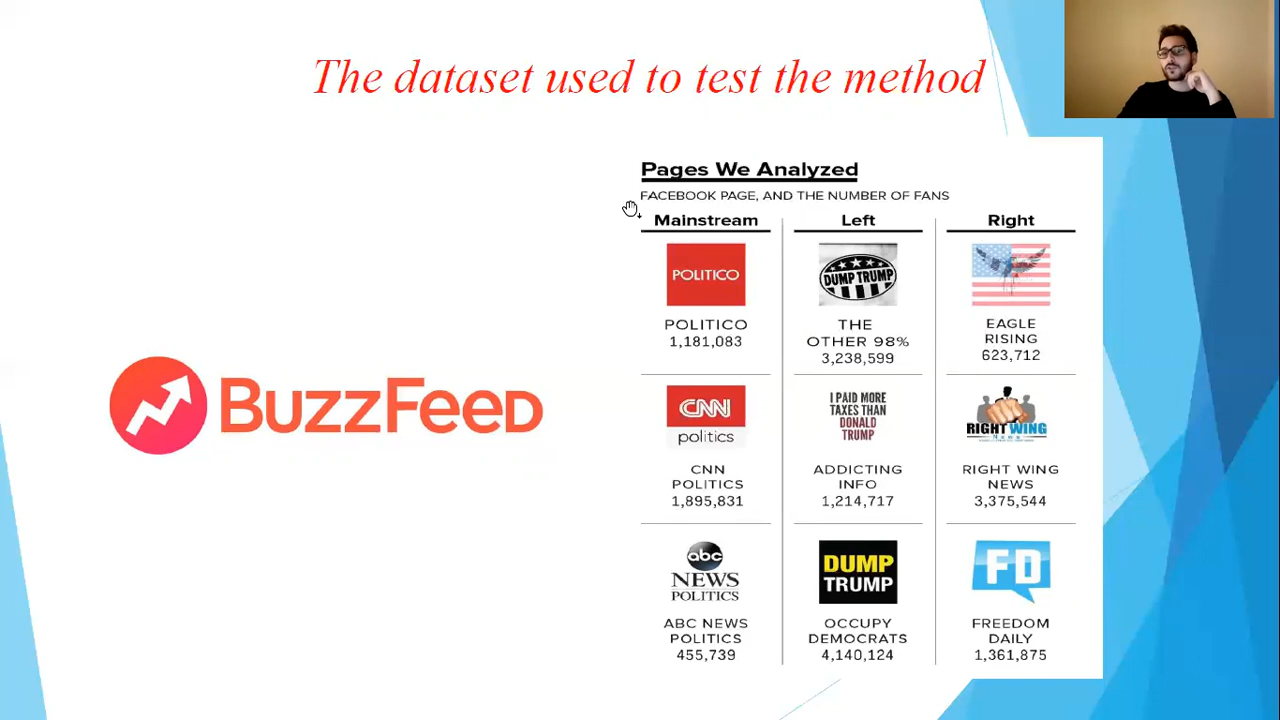 The dataset used to test the method
BuzzFeed
Pages We Analyzed
FACEBOOK PAGE, AND THE NUMBER OF FANS
Mainstream
Left
Right
POLITICO
DUMP TRUMP
POLITICO
1,181,083
THE
OTHER 98%
3,238,599
EAGLE
RISING
623,712
CNN
politics
I PAID MORE
TAXES THAN
DONALD
TRUMP
RIGHT WING
News
CNN
POLITICS
1,895,831
ADDICTING
INFO
1,214,717
RIGHT WING
NEWS
3,375,544
abc
NEWS
POLITICS
DUMP
TRUMP
FD
ABC NEWS
POLITICS
455,739
OCCUPY
DEMOCRATS
4,140,124
FREEDOM
DAILY
1,361,875